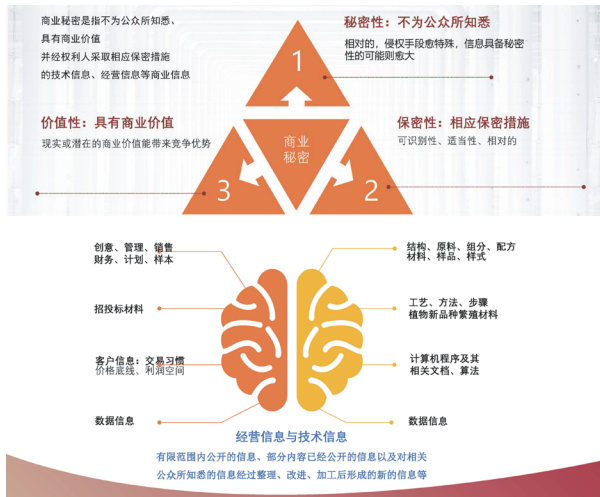 商业秘密是指不为公众所知悉、
具有商业价值
并经权利人采取相应保密措施
的技术信息、经营信息等商业信息
秘密性：不为公众所知悉
相对的，侵权手段愈特殊，信息具备秘密
性的可能则愈大
1
价值性：具有商业价值
现实或潜在的商业价值能带来竞争优势
商业
秘密
保密性：相应保密措施
可识别性、适当性、相对的
3
2
创意、管理、销售
财务、计划、样本
招投标材料
客户信息：交易习惯
价格底线、利润空间
数据信息
结构、原料、组分、配方
材料、样品、样式
工艺、方法、步骤
植物新品种繁殖材料
计算机程序及其
相关文档、算法
数据信息
经营信息与技术信息
有限范围内公开的信息、部分内容已经公开的信息以及对相关
公众所知悉的信息经过整理、改进、加工后形成的新的信息等